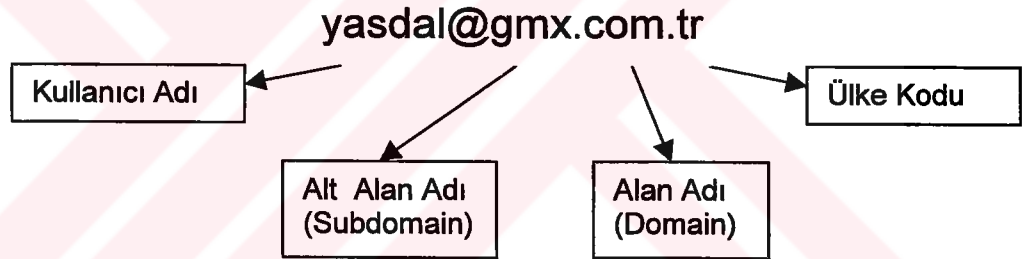 yasdal@gmx.com.tr
Kullanıcı Adı
Ülke Kodu
Alt Alan Adı
(Subdomain)
Alan Adı
(Domain)